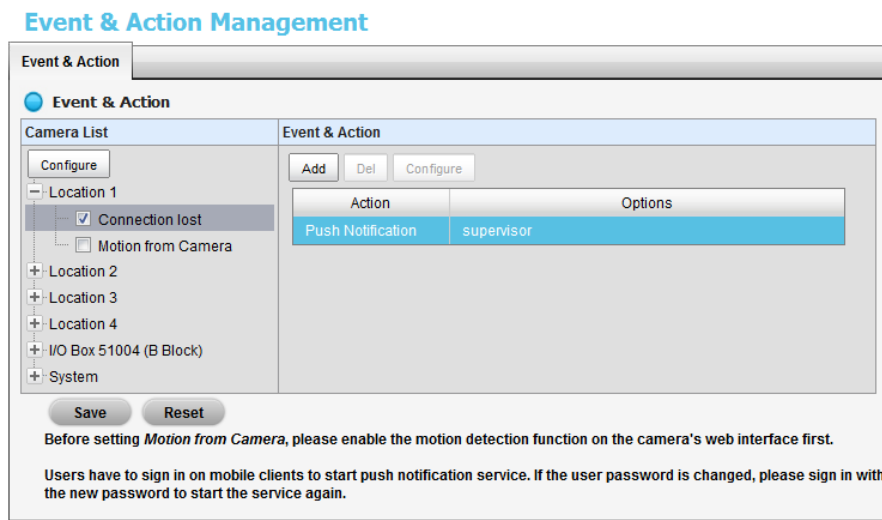 Event & Action Management
Event & Action
Event & Action
Camera List
Event & Action
Configure
Add Del Configure
Location 1
Connection lost
Motion from Camera
Location 2
Location 3
Location 4
I/O Box 51004 (B Block)
System
Action Options
Push Notification supervisor
Save Reset
Before setting Motion from Camera, please enable the motion detection function on the camera's web interface first.
Users have to sign in on mobile clients to start push notification service. If the user password is changed, please sign in with
the new password to start the service again.